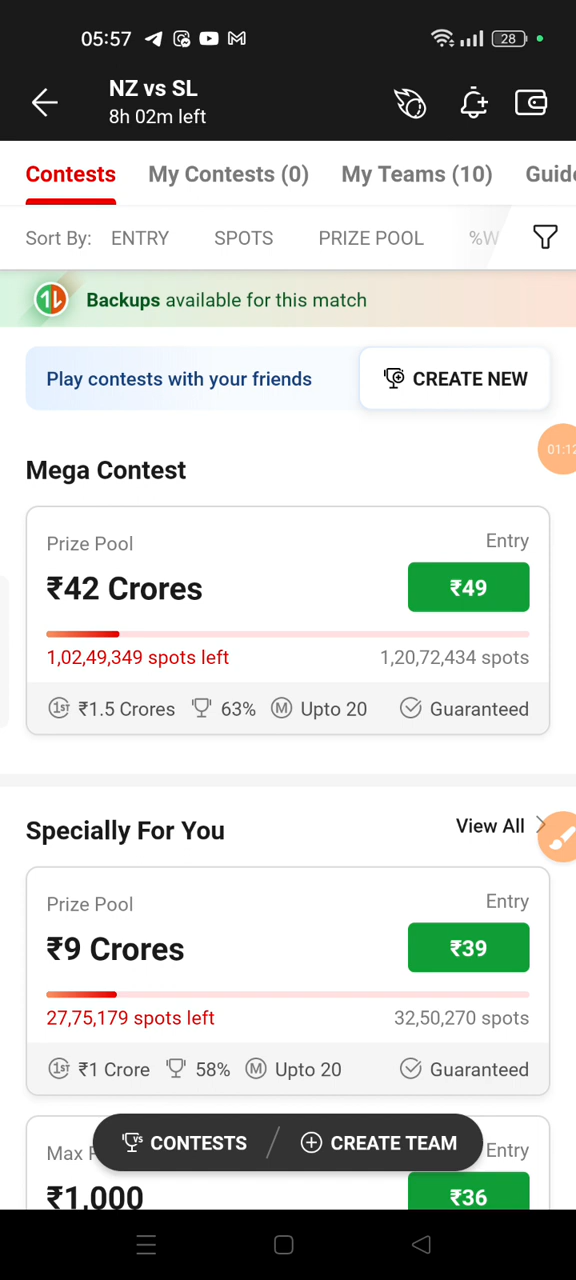 05:57
28
NZ vs SL
8h 02m left
Contests My Contests (0) My Teams (10) Guide
Sort By: ENTRY SPOTS PRIZE POOL %W
Backups available for this match
Play contests with your friends CREATE NEW
01:12
Mega Contest
Prize Pool Entry
₹42 Crores ₹49
1,02,49,349 spots left 1,20,72,434 spots
1ST ₹1.5 Crores 63% M Upto 20 Guaranteed
Specially For You View All
Prize Pool Entry
₹9 Crores ₹39
27,75,179 spots left 32,50,270 spots
1ST ₹1 Crore 58% M Upto 20 Guaranteed
VS CONTESTS CREATE TEAM
Max Entry
₹1,000 ₹36